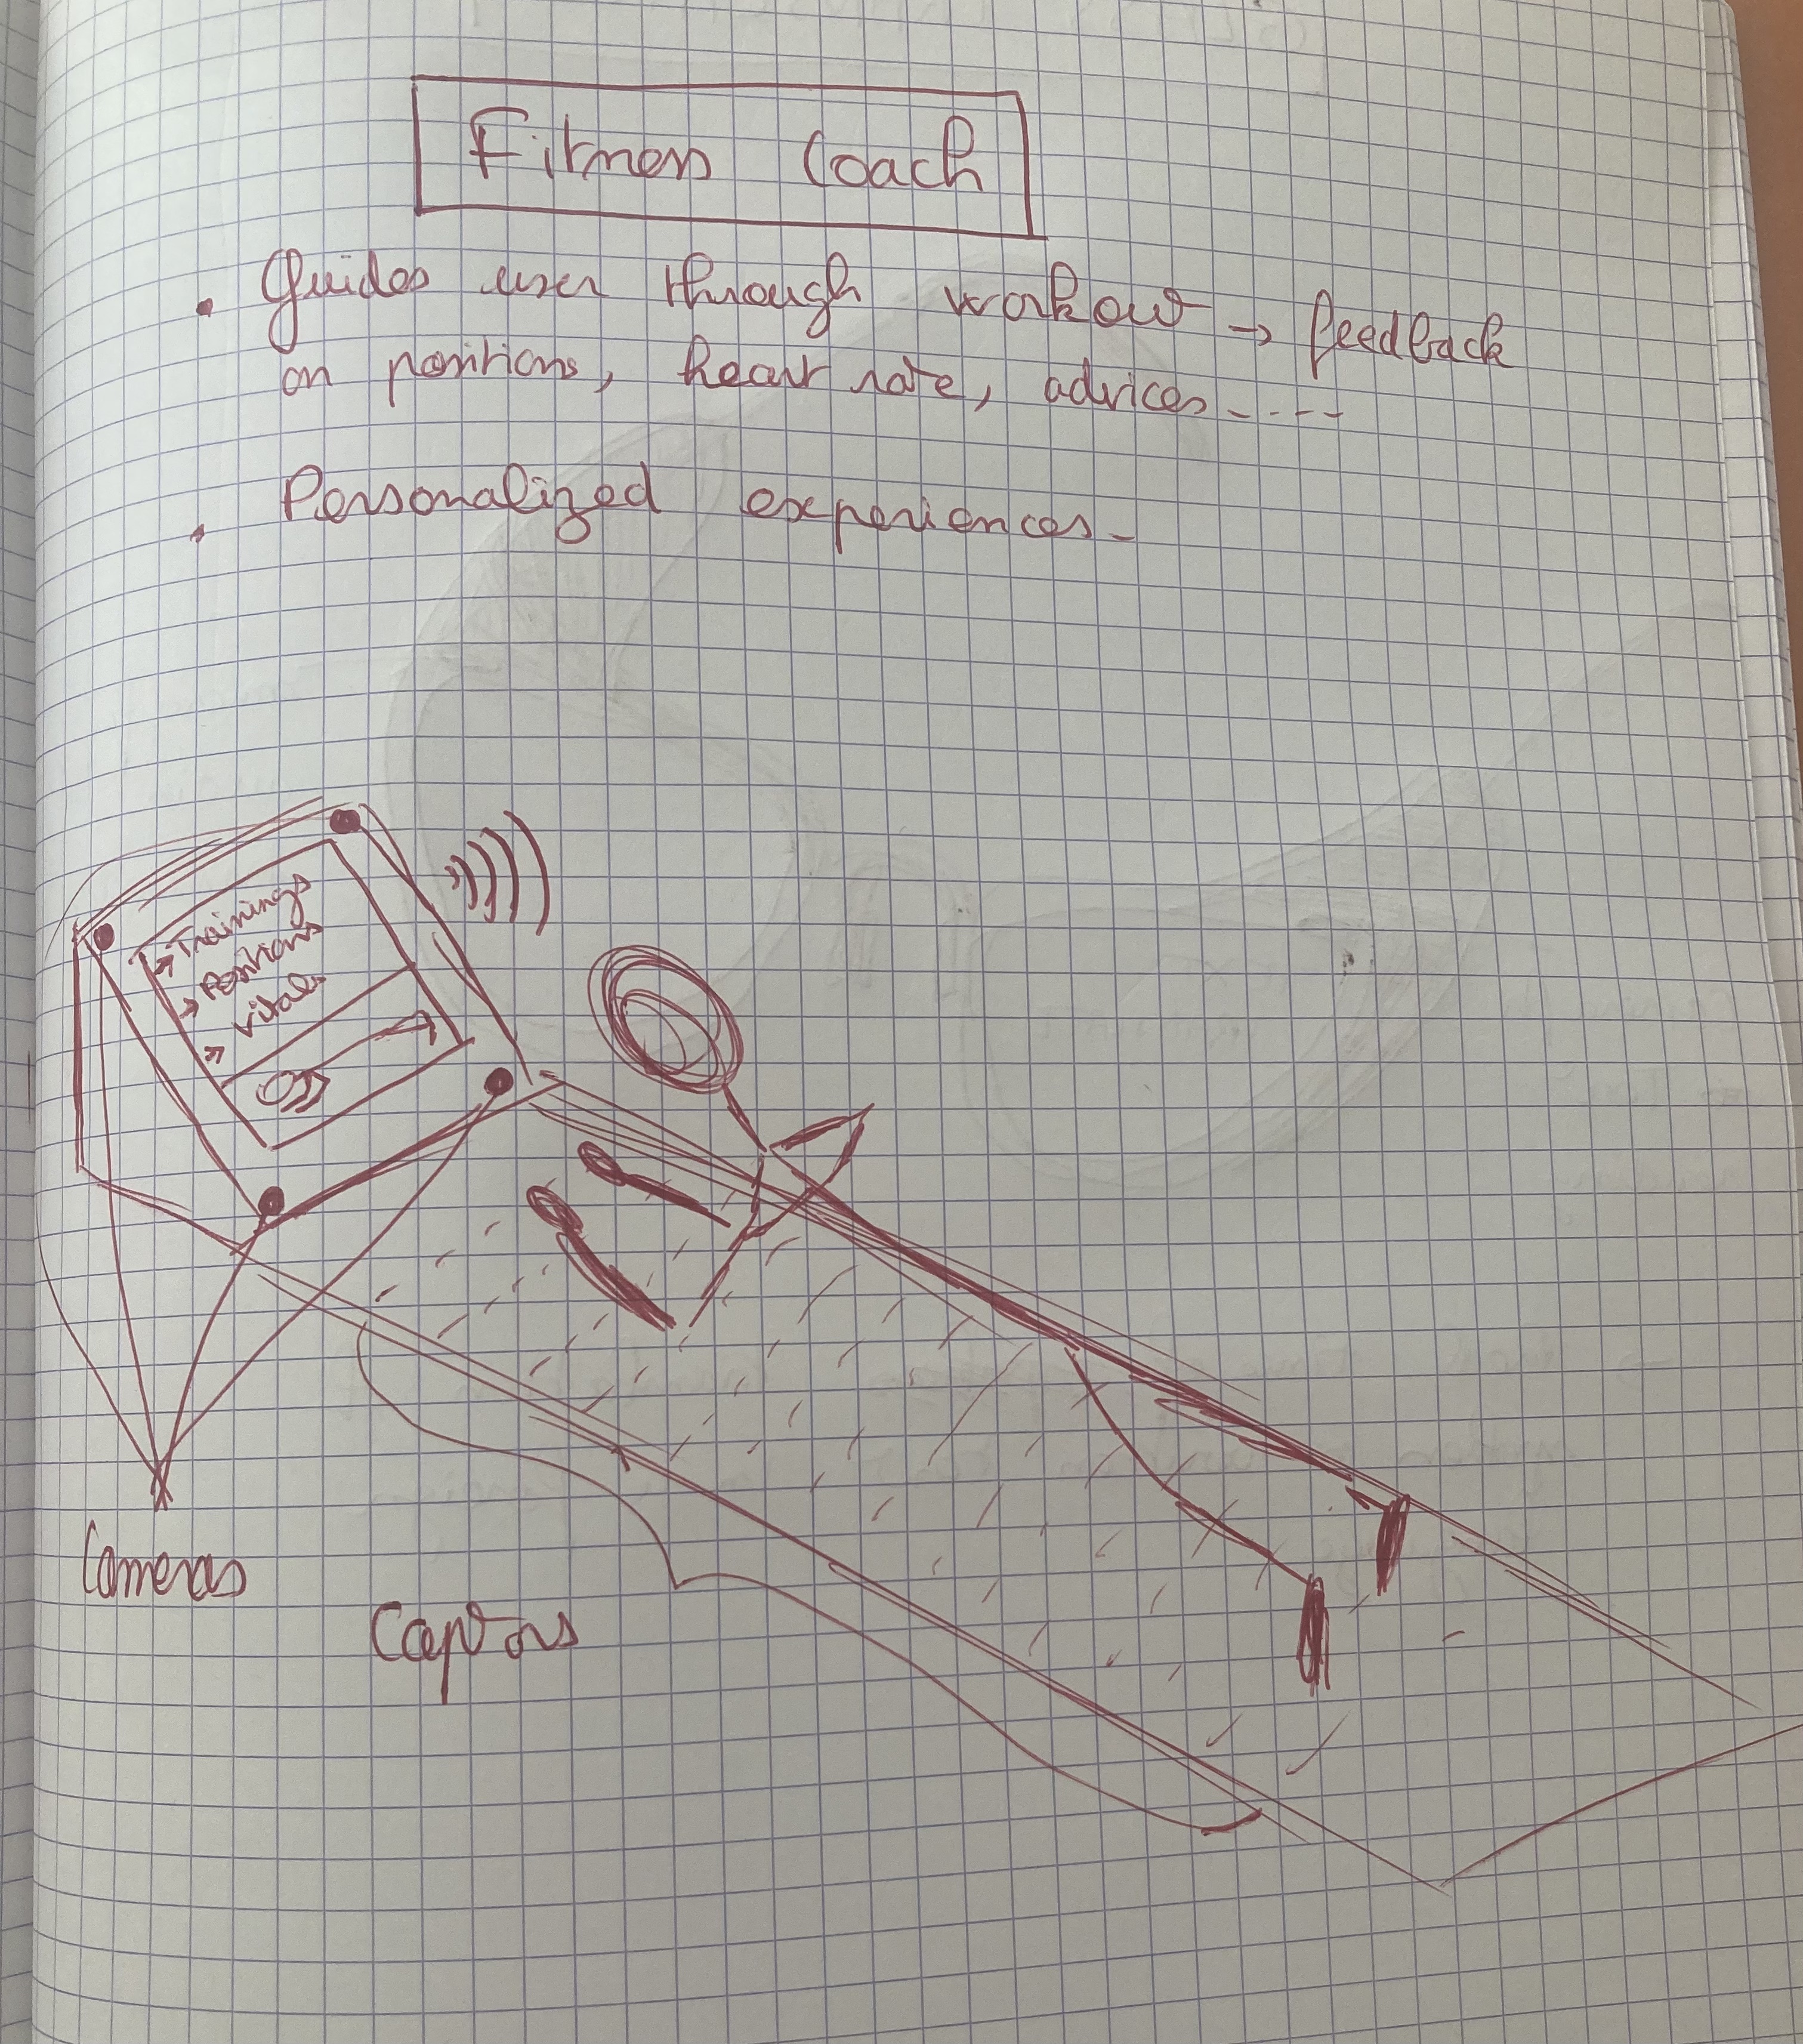 Fitness Coach
• Guides user through workout → feedback
on positions, heart rate, advices-----
• Personalized experiences-
→ Trainings
→ Positions
→ Vitals
Cameras
Captors